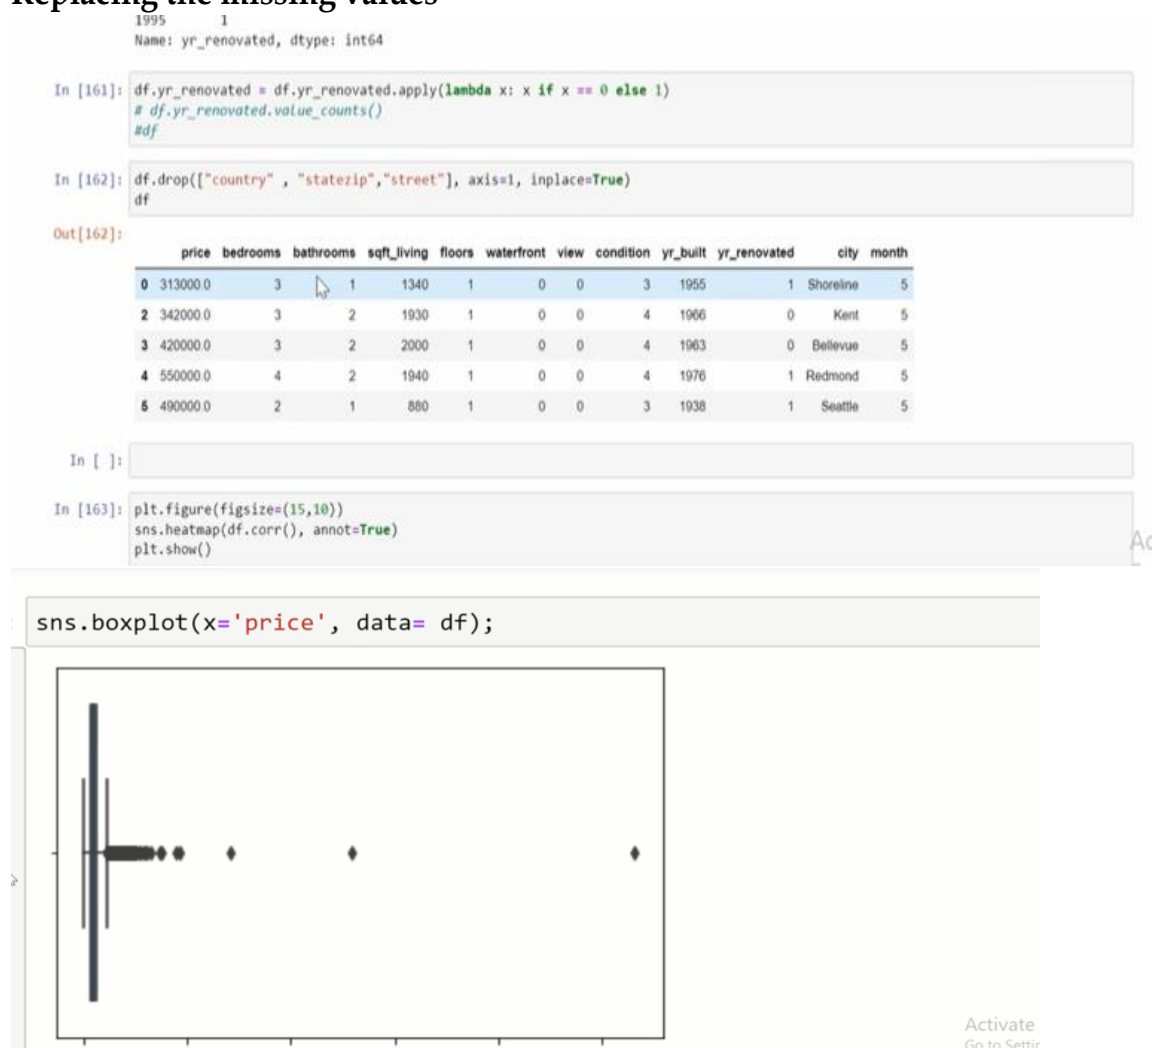 Replacing the missing values
1995 1
Name: yr_renovated, dtype: int64
In [161]: df.yr_renovated = df.yr_renovated.apply(lambda x: x if x == 0 else 1)
# df.yr_renovated.value_counts()
#df
In [162]: df.drop(["country" , "statezip","street"], axis=1, inplace=True)
df
Out[162]:
price bedrooms bathrooms sqft_living floors waterfront view condition yr_built yr_renovated city month
0 313000.0 3 1 1340 1 0 0 3 1955 1 Shoreline 5
2 342000.0 3 2 1930 1 0 0 4 1966 0 Kent 5
3 420000.0 3 2 2000 1 0 0 4 1963 0 Bellevue 5
4 550000.0 4 2 1940 1 0 0 4 1976 1 Redmond 5
5 490000.0 2 1 880 1 0 0 3 1938 1 Seattle 5
In [ ]:
In [163]: plt.figure(figsize=(15,10))
sns.heatmap(df.corr(), annot=True)
plt.show()
Ac
sns.boxplot(x='price', data= df);
Activate
Go to Settin